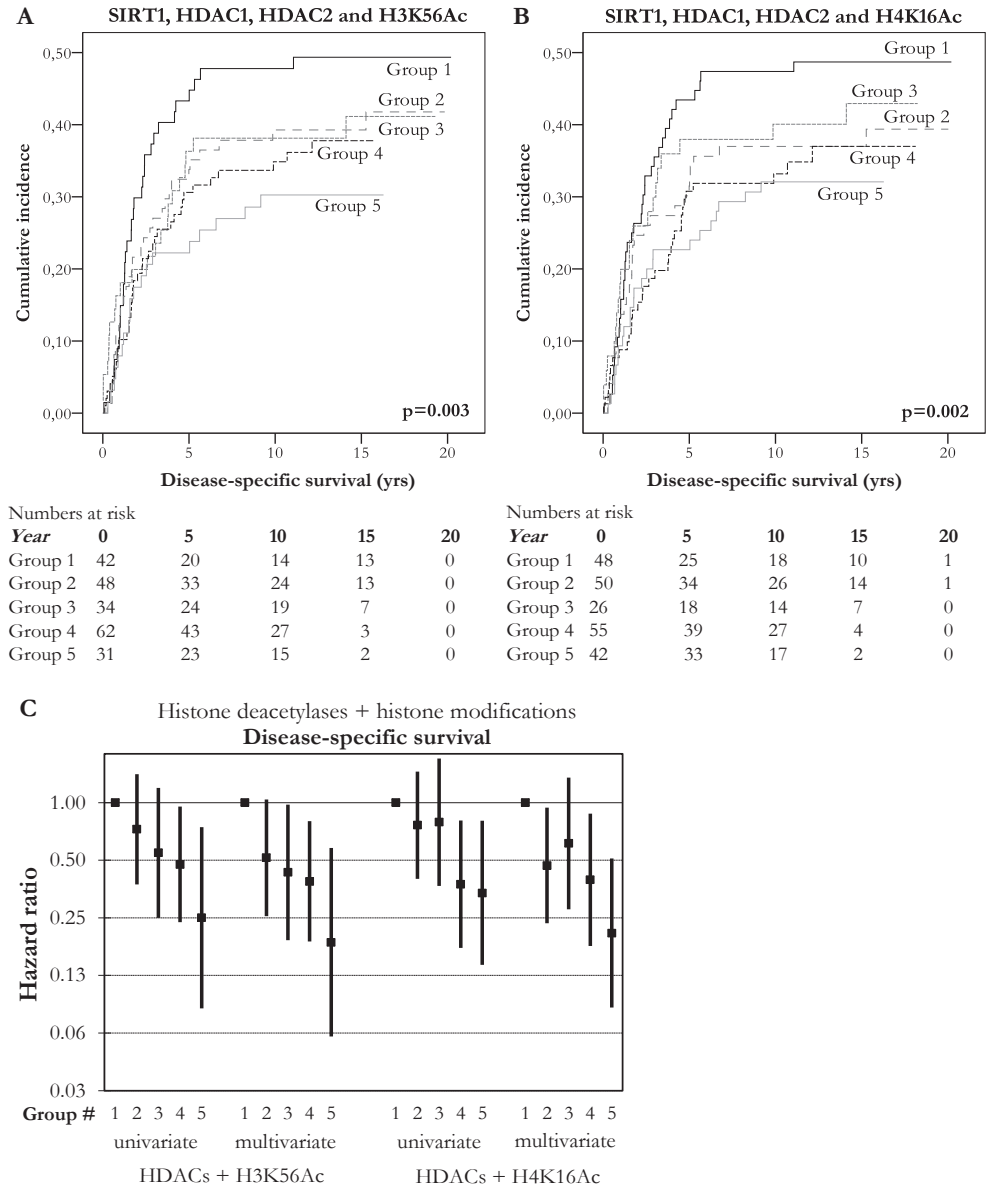 A
SIRT1, HDAC1, HDAC2 and H3K56Ac
Cumulative incidence
0,50
0,40
0,30
0,20
0,10
0,00
Group 1
Group 2
Group 3
Group 4
Group 5
p=0.003
0 5 10 15 20
Disease-specific survival (yrs)
Numbers at risk
Year 0 5 10 15 20
Group 1 42 20 14 13 0
Group 2 48 33 24 13 0
Group 3 34 24 19 7 0
Group 4 62 43 27 3 0
Group 5 31 23 15 2 0
B
SIRT1, HDAC1, HDAC2 and H4K16Ac
Cumulative incidence
0,50
0,40
0,30
0,20
0,10
0,00
Group 1
Group 3
Group 2
Group 4
Group 5
p=0.002
0 5 10 15 20
Disease-specific survival (yrs)
Numbers at risk
Year 0 5 10 15 20
Group 1 48 25 18 10 1
Group 2 50 34 26 14 1
Group 3 26 18 14 7 0
Group 4 55 39 27 4 0
Group 5 42 33 17 2 0
C
Histone deacetylases + histone modifications
Disease-specific survival
Hazard ratio
1.00
0.50
0.25
0.13
0.06
0.03
Group # 1 2 3 4 5 1 2 3 4 5 1 2 3 4 5 1 2 3 4 5
univariate multivariate univariate multivariate
HDACs + H3K56Ac HDACs + H4K16Ac